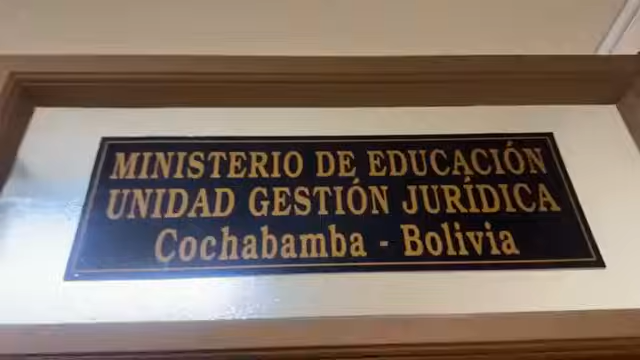 MINISTERIO DE EDUCACIÓN
UNIDAD GESTIÓN JURÍDICA
Cochabamba - Bolivia